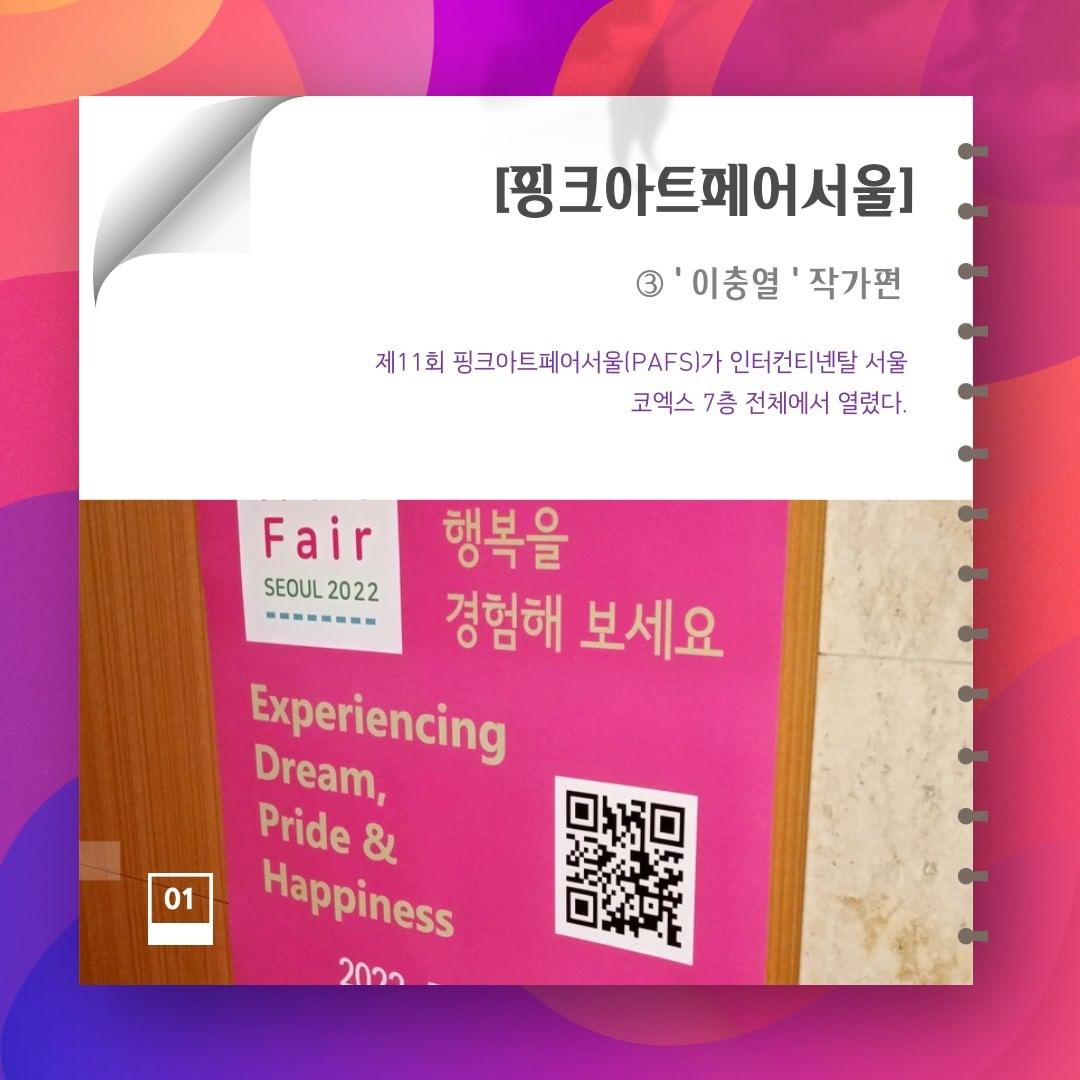 [핑크아트페어서울]
③ ' 이충열 ' 작가편
제11회 핑크아트페어서울(PAFS)가 인터컨티넨탈 서울
코엑스 7층 전체에서 열렸다.
Fair
SEOUL 2022
행복을
경험해 보세요
Experiencing
Dream,
Pride &
Happiness
2022
01